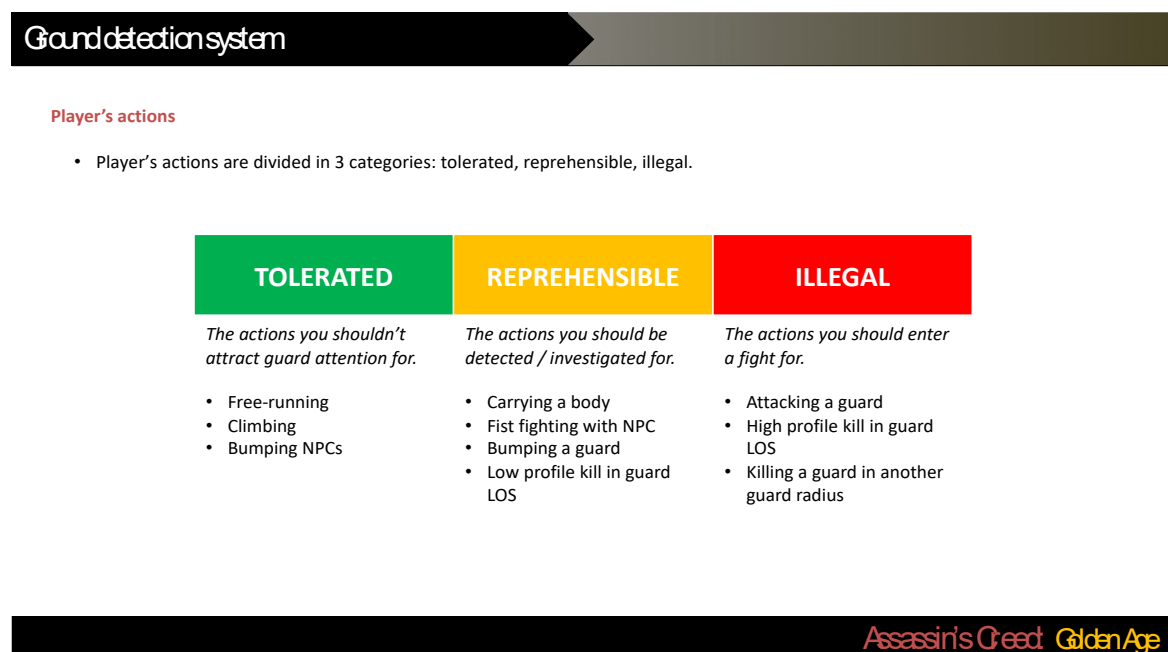 Ground detection system
Player's actions
• Player's actions are divided in 3 categories: tolerated, reprehensible, illegal.
TOLERATED
The actions you shouldn't
attract guard attention for.
• Free-running
• Climbing
• Bumping NPCs
REPREHENSIBLE
The actions you should be
detected / investigated for.
• Carrying a body
• Fist fighting with NPC
• Bumping a guard
• Low profile kill in guard
LOS
ILLEGAL
The actions you should enter
a fight for.
• Attacking a guard
• High profile kill in guard
LOS
• Killing a guard in another
guard radius
Assassin's Creed: Golden Age